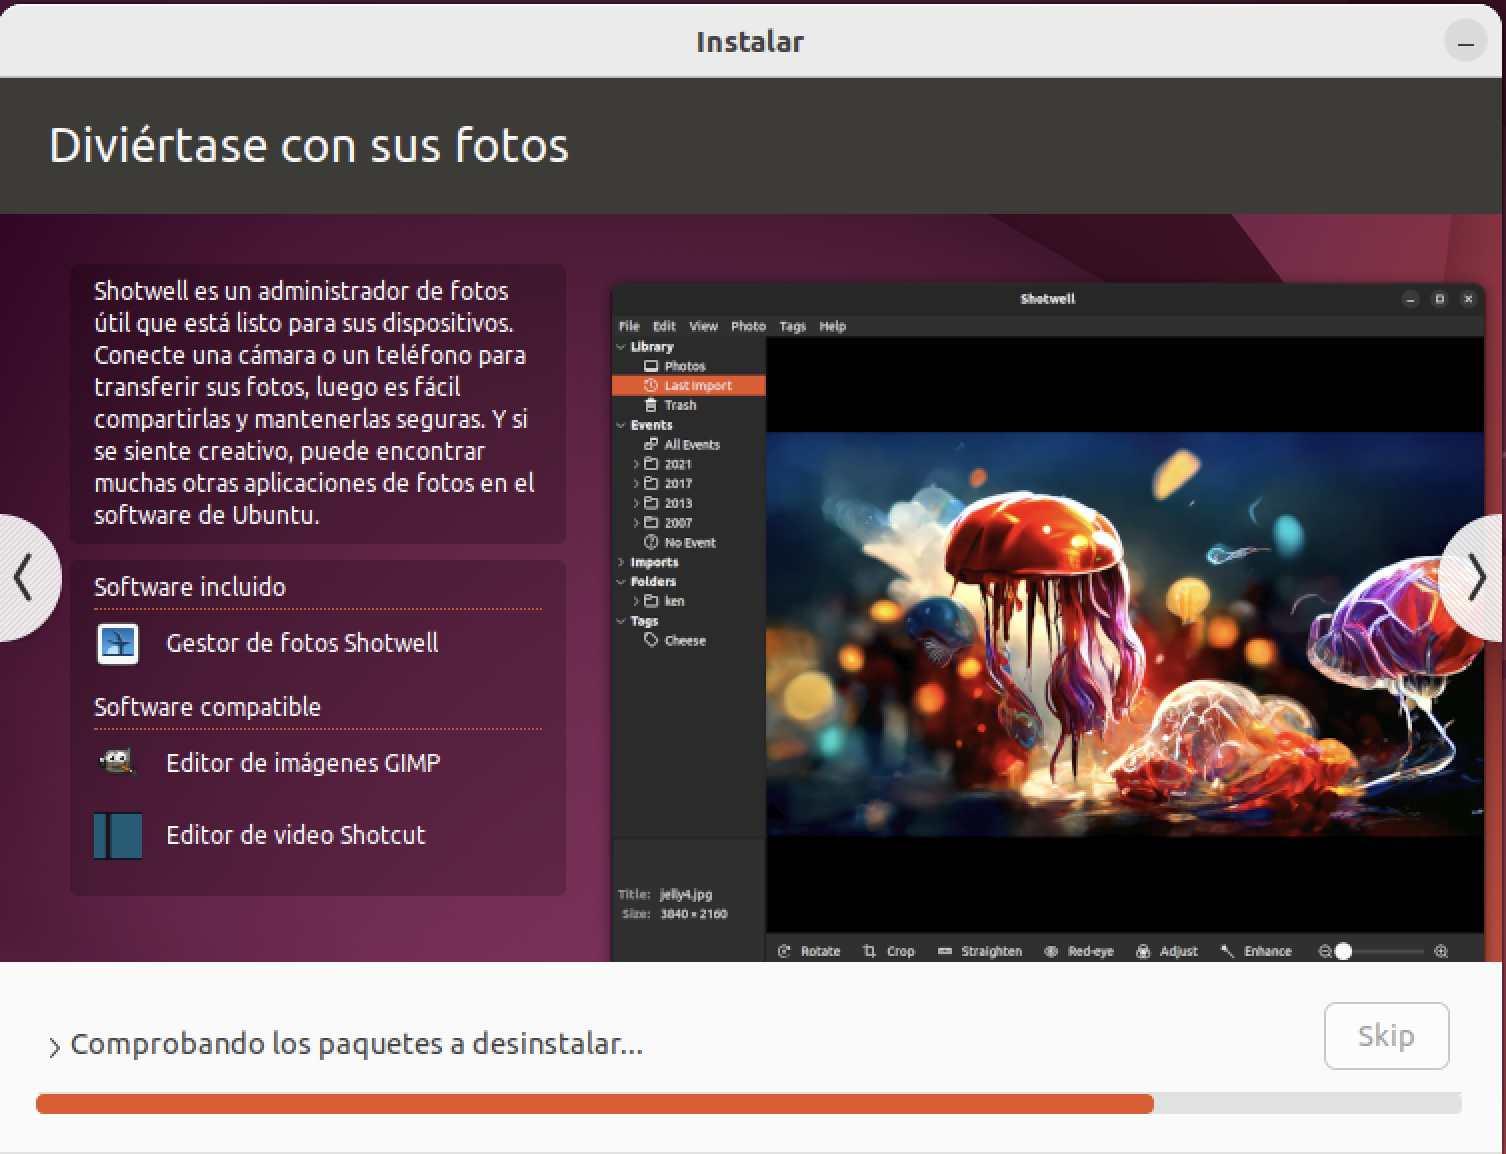 Instalar
Diviértase con sus fotos
Shotwell es un administrador de fotos
útil que está listo para sus dispositivos.
Conecte una cámara o un teléfono para
transferir sus fotos, luego es fácil
compartirlas y mantenerlas seguras. Y si
se siente creativo, puede encontrar
muchas otras aplicaciones de fotos en el
software de Ubuntu.
Software incluido
Gestor de fotos Shotwell
Software compatible
Editor de imágenes GIMP
Editor de video Shotcut
Shotwell
File Edit View Photo Tags Help
Library
Photos
Last Import
Trash
Events
All Events
2021
2017
2013
2007
No Event
Imports
Folders
ken
Tags
Cheese
Title: jelly4.jpg
Size: 3840 × 2160
Rotate Crop Straighten Red-eye Adjust Enhance
Comprobando los paquetes a desinstalar...
Skip